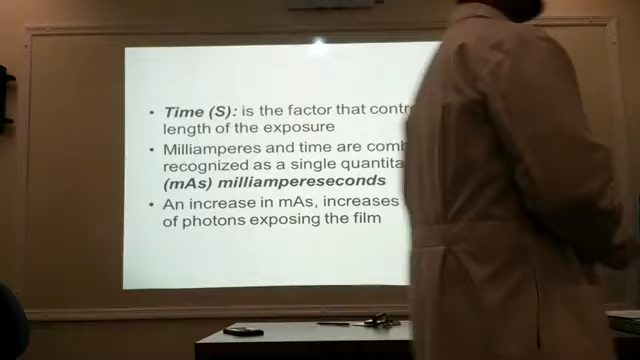 • Time (S): is the factor that contr
length of the exposure
• Milliamperes and time are comb
recognized as a single quantita
(mAs) milliampereseconds
• An increase in mAs, increases
of photons exposing the film